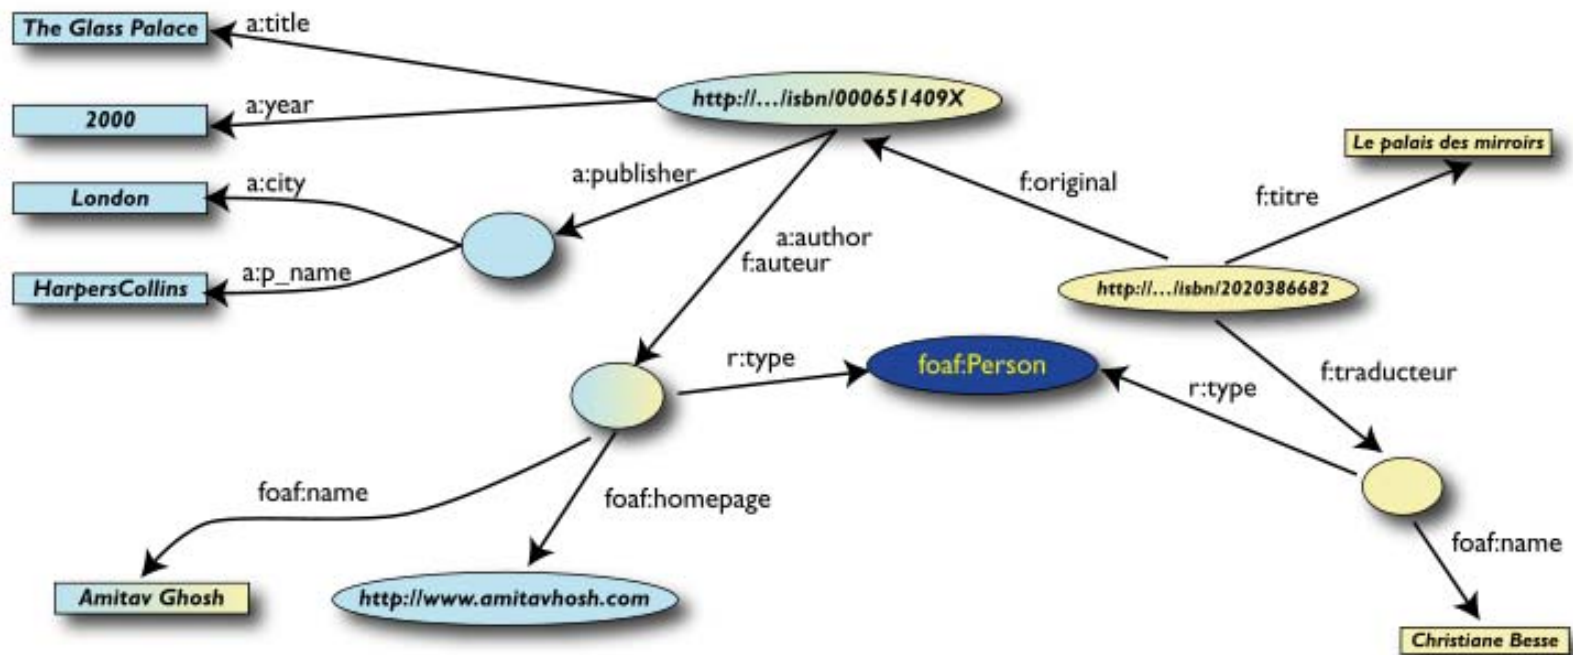 The Glass Palace
a:title
http://…/isbn/000651409X
2000
a:year
Le palais des mirroirs
London
a:city
a:publisher
f:original
f:titre
a:author
f:auteur
HarpersCollins
a:p_name
http://…/isbn/2020386682
r:type
foaf:Person
r:type
f:traducteur
foaf:name
foaf:homepage
foaf:name
Amitav Ghosh
http://www.amitavhosh.com
Christiane Besse